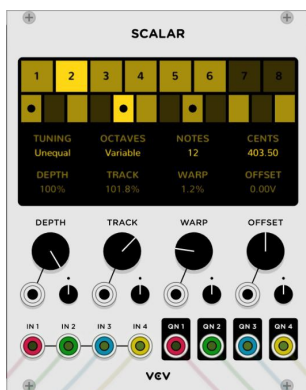 SCALAR
1 2 3 4 5 6 7 8
TUNING OCTAVES NOTES CENTS
Unequal Variable 12 403.50
DEPTH TRACK WARP OFFSET
100% 101.8% 1.2% 0.00V
DEPTH TRACK WARP OFFSET
IN 1 IN 2 IN 3 IN 4 QN 1 QN 2 QN 3 QN 4
VCV